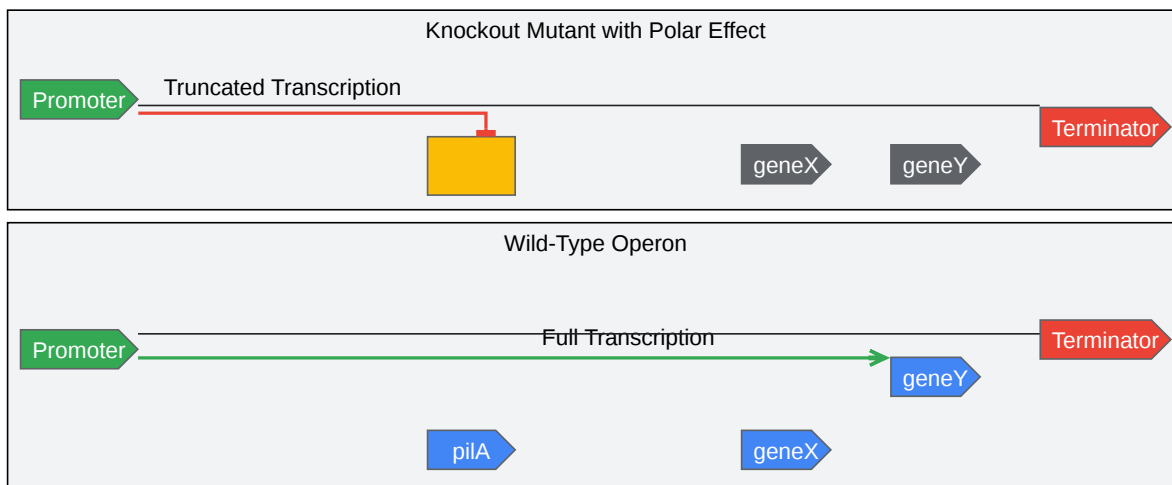 Knockout Mutant with Polar Effect
Truncated Transcription
Promoter
Terminator
geneX
geneY
Wild-Type Operon
Full Transcription
Promoter
Terminator
geneY
pilA
geneX